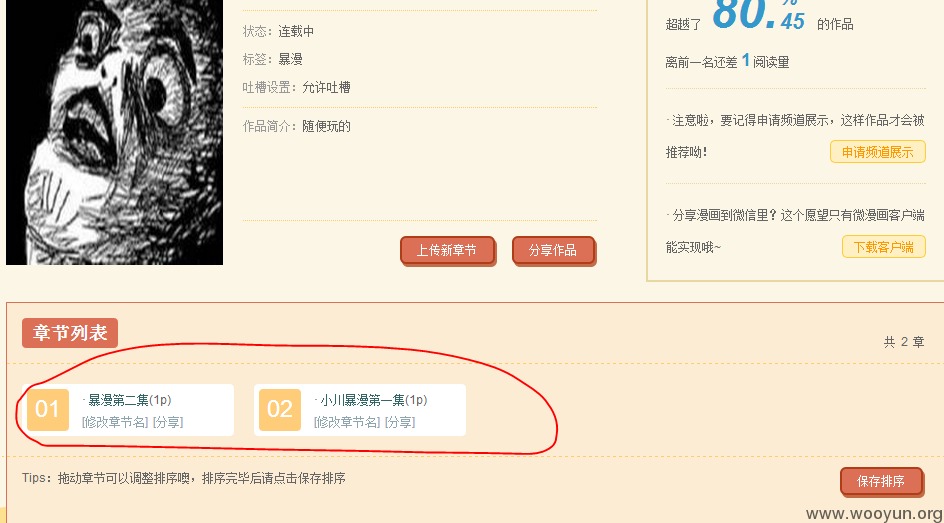 状态：连载中
标签：暴漫
吐槽设置：允许吐槽
作品简介：随便玩的
上传新章节 分享作品
超越了 80.45% 的作品
离前一名还差 1 阅读量
· 注意啦，要记得申请频道展示，这样作品才会被
推荐呦！ 申请频道展示
· 分享漫画到微信里？这个愿望只有微漫画客户端
能实现哦~ 下载客户端
章节列表 共 2 章
01 · 暴漫第二集(1p) 02 · 小川暴漫第一集(1p)
[修改章节名] [分享] [修改章节名] [分享]
Tips：拖动章节可以调整排序噢，排序完毕后请点击保存排序 保存排序
www.wooyun.org